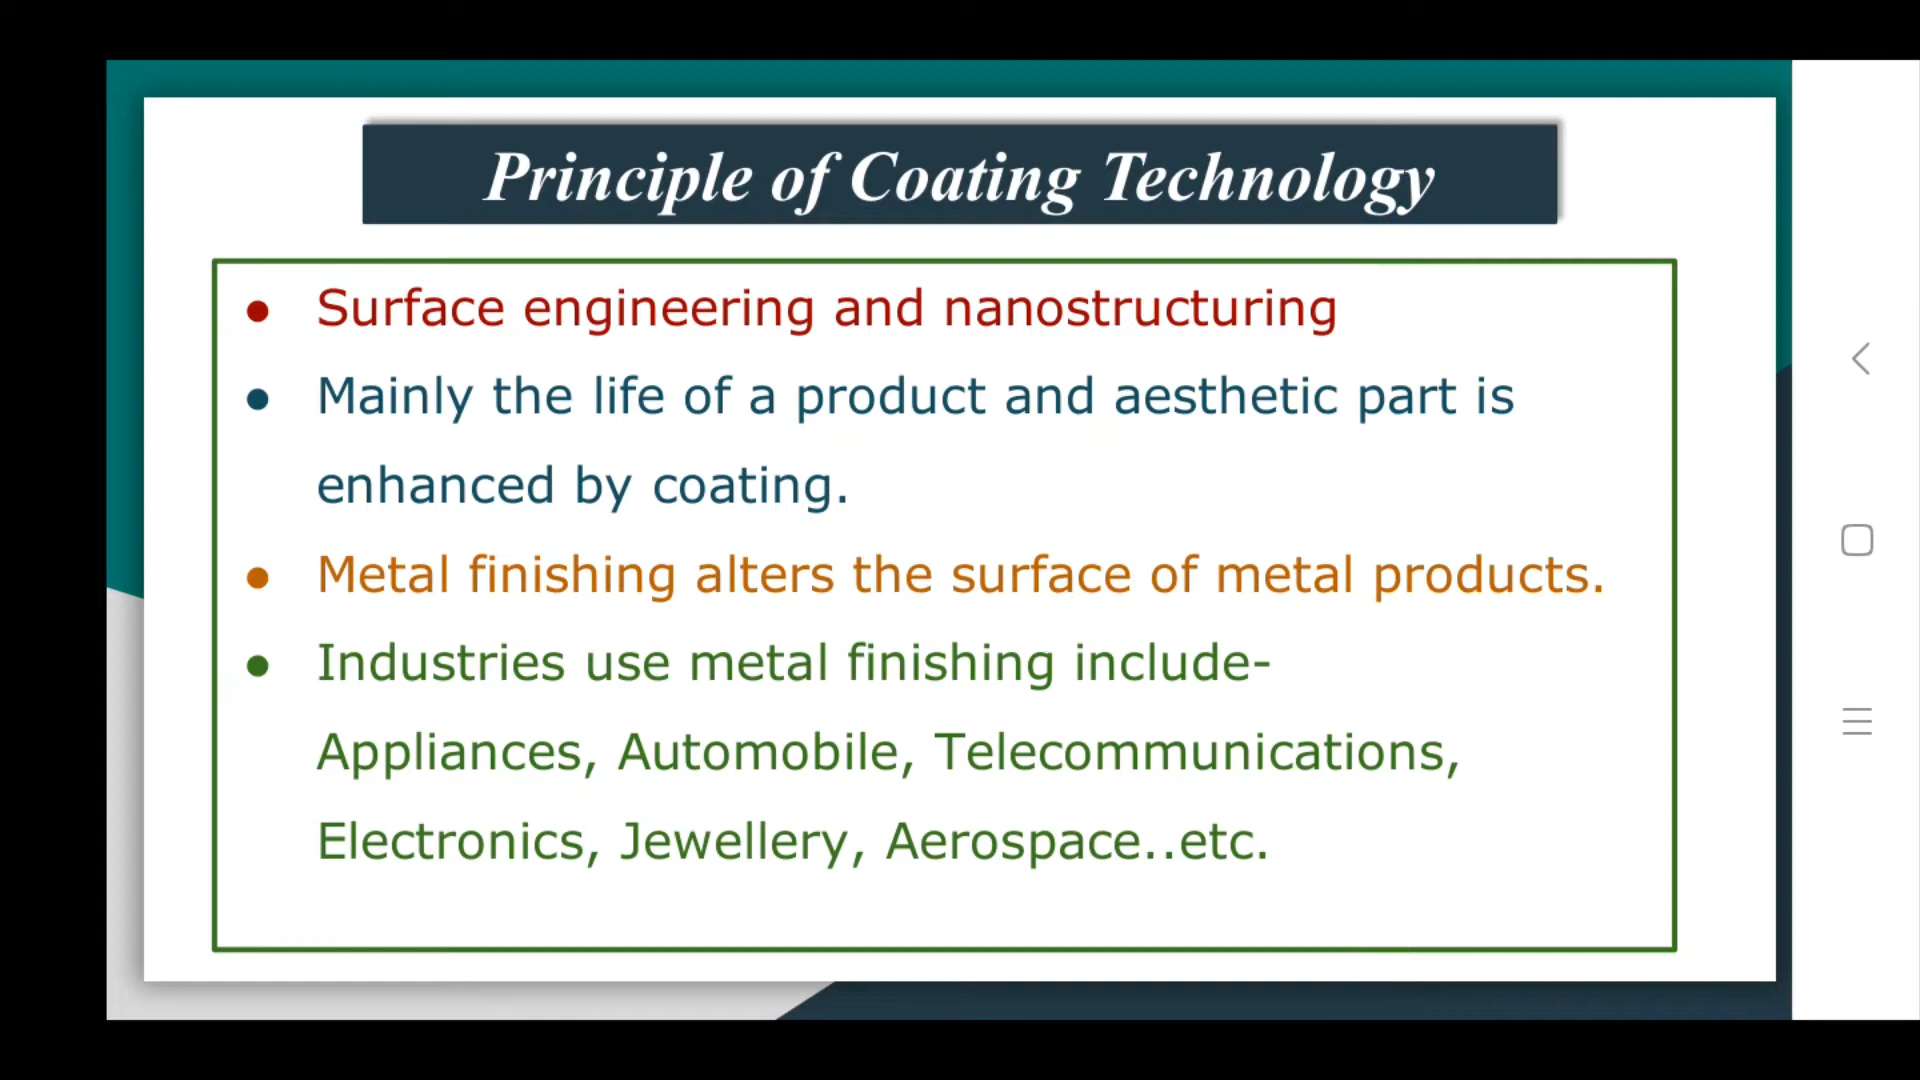 Principle of Coating Technology
● Surface engineering and nanostructuring
● Mainly the life of a product and aesthetic part is
enhanced by coating.
● Metal finishing alters the surface of metal products.
● Industries use metal finishing include-
Appliances, Automobile, Telecommunications,
Electronics, Jewellery, Aerospace..etc.